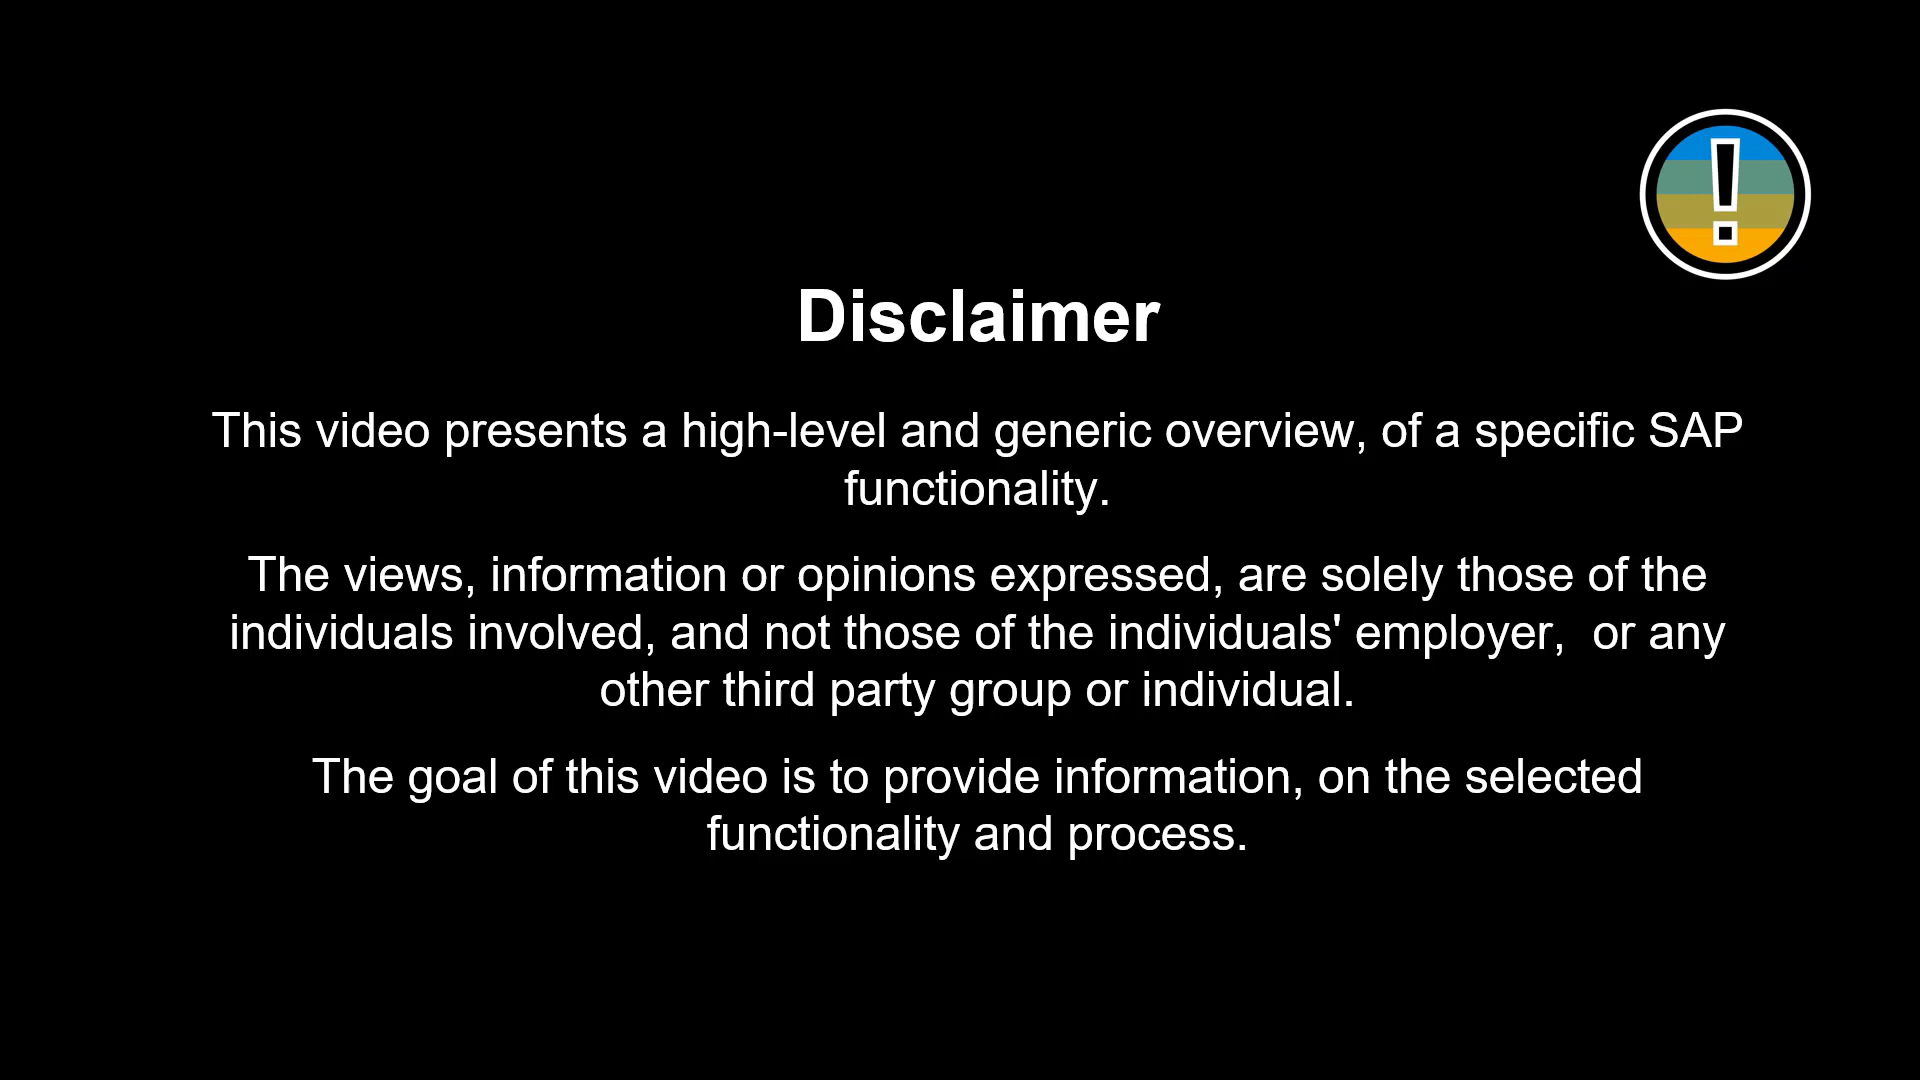 Disclaimer
This video presents a high-level and generic overview, of a specific SAP
functionality.
The views, information or opinions expressed, are solely those of the
individuals involved, and not those of the individuals' employer,  or any
other third party group or individual.
The goal of this video is to provide information, on the selected
functionality and process.